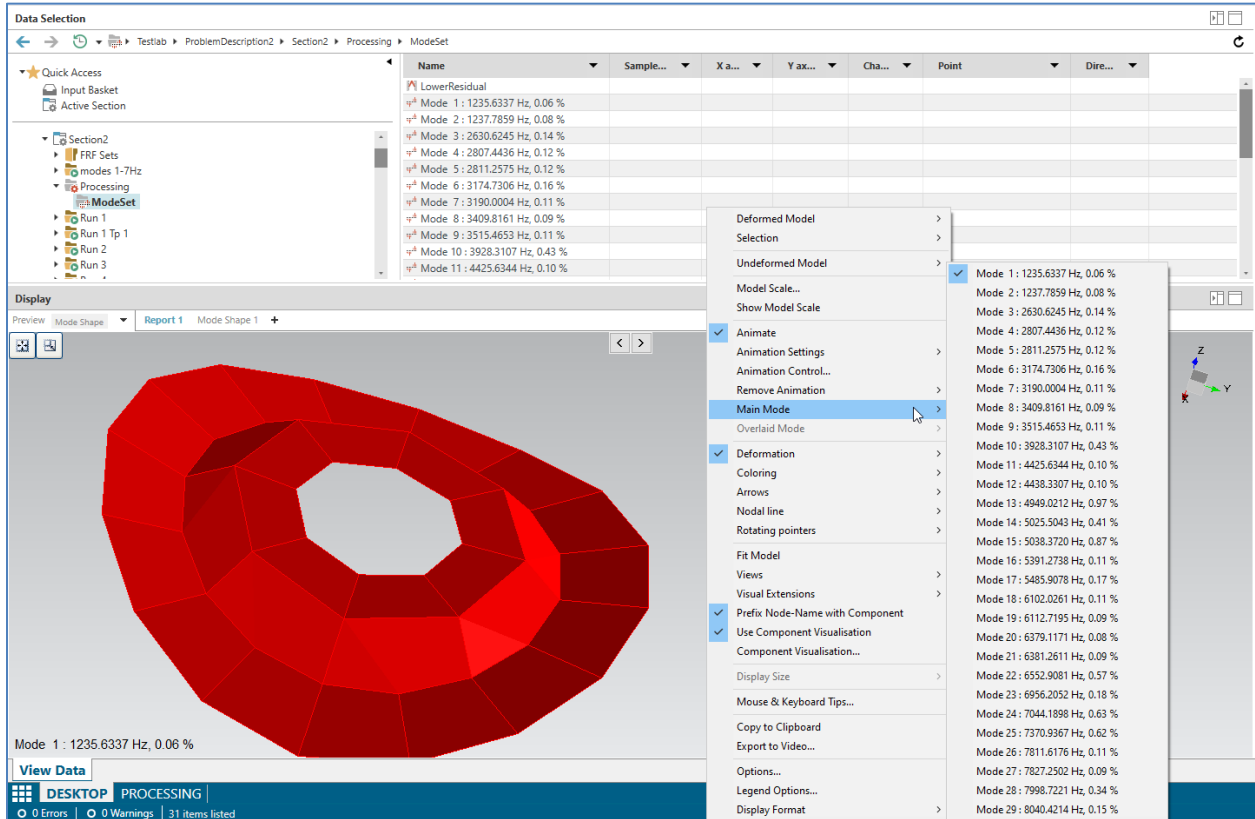 Data Selection
Testlab ▸ ProblemDescription2 ▸ Section2 ▸ Processing ▸ ModeSet
Quick Access
Input Basket
Active Section
Section2
FRF Sets
modes 1-7Hz
Processing
ModeSet
Run 1
Run 1 Tp 1
Run 2
Run 3
Name Sample... X a... Y ax... Cha... Point Dire...
LowerResidual
Mode 1 : 1235.6337 Hz, 0.06 %
Mode 2 : 1237.7859 Hz, 0.08 %
Mode 3 : 2630.6245 Hz, 0.14 %
Mode 4 : 2807.4436 Hz, 0.12 %
Mode 5 : 2811.2575 Hz, 0.12 %
Mode 6 : 3174.7306 Hz, 0.16 %
Mode 7 : 3190.0004 Hz, 0.11 %
Mode 8 : 3409.8161 Hz, 0.09 %
Mode 9 : 3515.4653 Hz, 0.11 %
Mode 10 : 3928.3107 Hz, 0.43 %
Mode 11 : 4425.6344 Hz, 0.10 %
Display
Preview Mode Shape Report 1 Mode Shape 1 +
Mode 1 : 1235.6337 Hz, 0.06 %
Z
Y
X
Deformed Model
Selection
Undeformed Model
Model Scale...
Show Model Scale
Animate
Animation Settings
Animation Control...
Remove Animation
Main Mode
Overlaid Mode
Deformation
Coloring
Arrows
Nodal line
Rotating pointers
Fit Model
Views
Visual Extensions
Prefix Node-Name with Component
Use Component Visualisation
Component Visualisation...
Display Size
Mouse & Keyboard Tips...
Copy to Clipboard
Export to Video...
Options...
Legend Options...
Display Format
Mode 1 : 1235.6337 Hz, 0.06 %
Mode 2 : 1237.7859 Hz, 0.08 %
Mode 3 : 2630.6245 Hz, 0.14 %
Mode 4 : 2807.4436 Hz, 0.12 %
Mode 5 : 2811.2575 Hz, 0.12 %
Mode 6 : 3174.7306 Hz, 0.16 %
Mode 7 : 3190.0004 Hz, 0.11 %
Mode 8 : 3409.8161 Hz, 0.09 %
Mode 9 : 3515.4653 Hz, 0.11 %
Mode 10 : 3928.3107 Hz, 0.43 %
Mode 11 : 4425.6344 Hz, 0.10 %
Mode 12 : 4438.3307 Hz, 0.10 %
Mode 13 : 4949.0212 Hz, 0.97 %
Mode 14 : 5025.5043 Hz, 0.41 %
Mode 15 : 5038.3720 Hz, 0.87 %
Mode 16 : 5391.2738 Hz, 0.11 %
Mode 17 : 5485.9078 Hz, 0.17 %
Mode 18 : 6102.0261 Hz, 0.11 %
Mode 19 : 6112.7195 Hz, 0.09 %
Mode 20 : 6379.1171 Hz, 0.08 %
Mode 21 : 6381.2611 Hz, 0.09 %
Mode 22 : 6552.9081 Hz, 0.57 %
Mode 23 : 6956.2052 Hz, 0.18 %
Mode 24 : 7044.1898 Hz, 0.63 %
Mode 25 : 7370.9367 Hz, 0.62 %
Mode 26 : 7811.6176 Hz, 0.11 %
Mode 27 : 7827.2502 Hz, 0.09 %
Mode 28 : 7998.7221 Hz, 0.34 %
Mode 29 : 8040.4214 Hz, 0.15 %
View Data
DESKTOP PROCESSING
0 Errors 0 Warnings 31 items listed